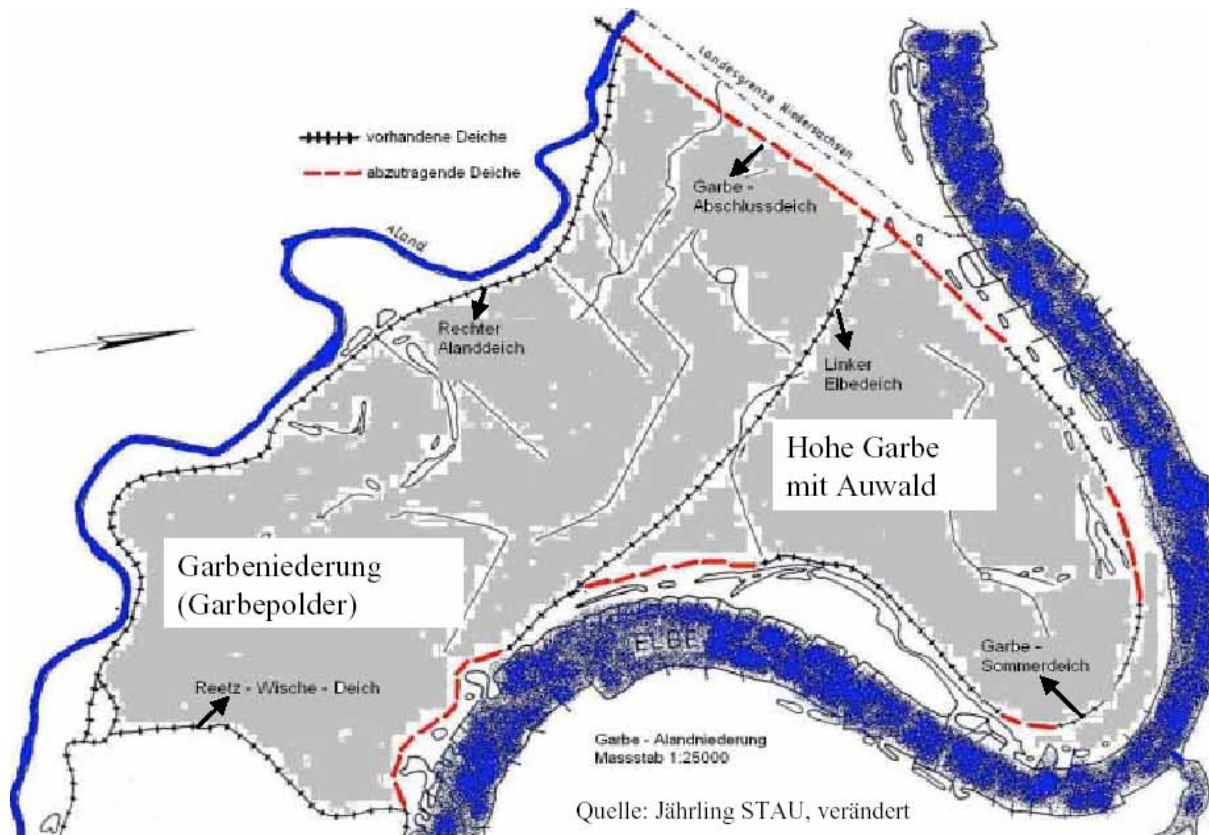 Landesgrenze Niedersachsen
vorhandene Deiche
abzutragende Deiche
Garbe -
Abschlussdeich
Aland
Rechter
Alanddeich
Linker
Elbedeich
Hohe Garbe
mit Auwald
Garbeniederung
(Garbepolder)
ELBE
Garbe -
Sommerdeich
Reetz - Wische - Deich
Garbe - Alandniederung
Massstab 1:25000
Quelle: Jährling STAU, verändert